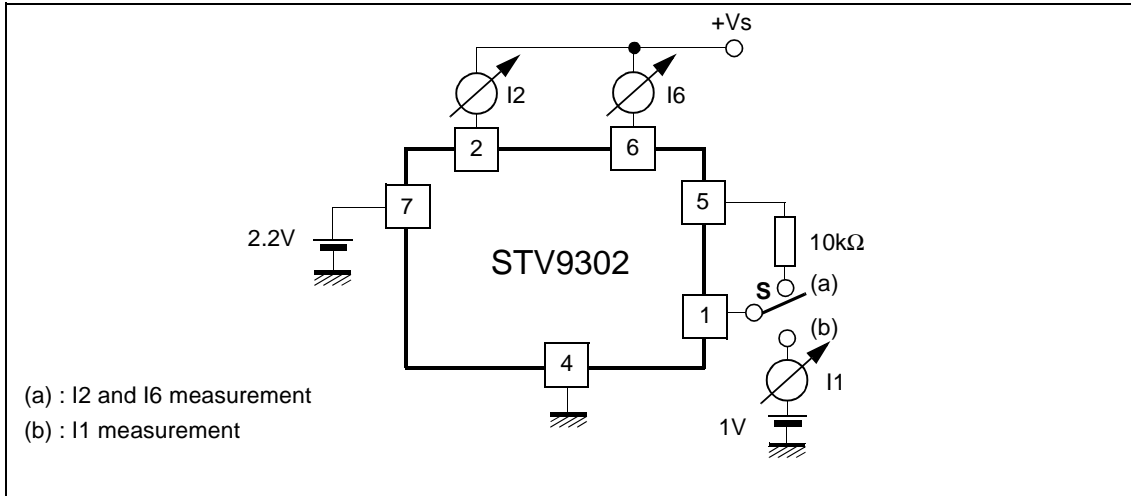 +Vs
I2
I6
2
6
7
5
2.2V
10kΩ
STV9302
S
(a)
1
(b)
4
I1
(a) : I2 and I6 measurement
1V
(b) : I1 measurement